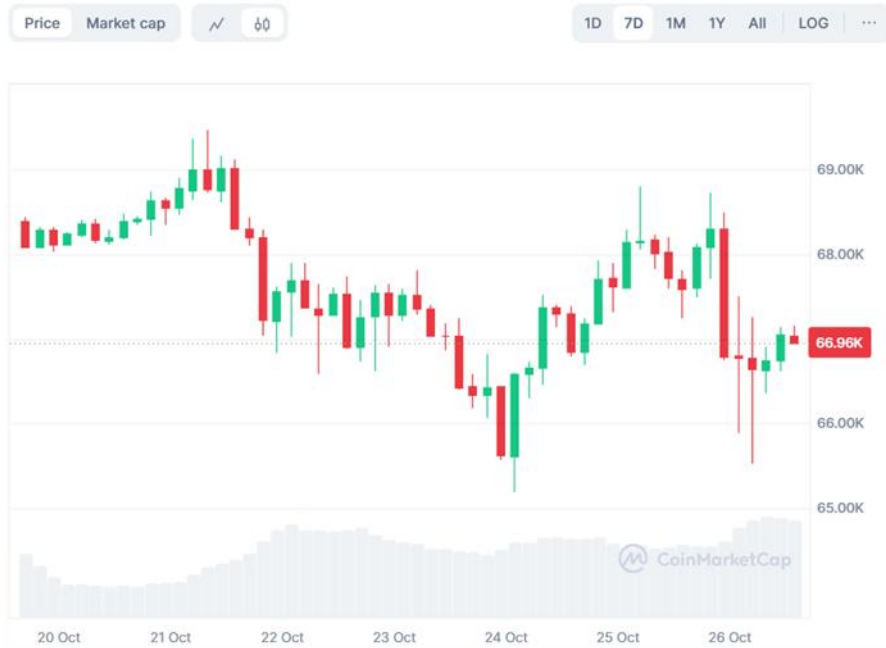 Price Market cap 1D 7D 1M 1Y All LOG ...
69.00K
68.00K
66.96K
66.00K
65.00K
CoinMarketCap
20 Oct 21 Oct 22 Oct 23 Oct 24 Oct 25 Oct 26 Oct